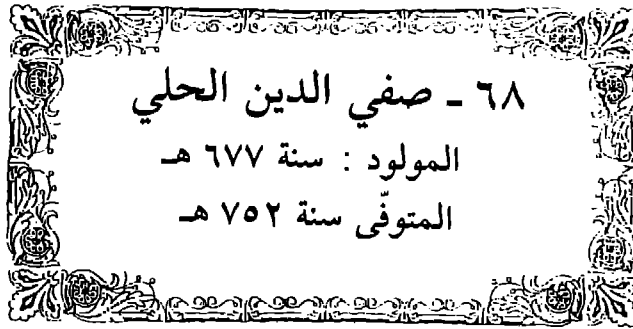 ٦٨ - صفي الدين الحلي
المولود : سنة ٦٧٧ هـ
المتوفّى سنة ٧٥٢ هـ